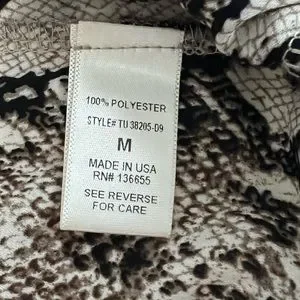 100% POLYESTER
STYLE# TU 38205-D9
M
MADE IN USA
RN# 136655
SEE REVERSE
FOR CARE